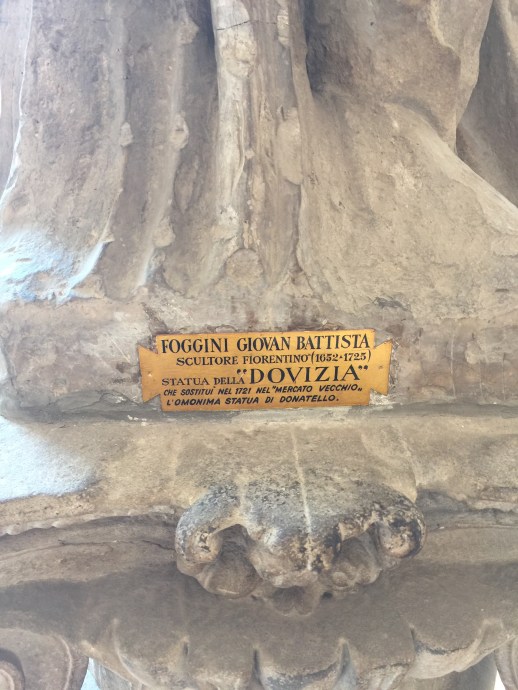 FOGGINI GIOVAN BATTISTA
SCULTORE FIORENTINO (1652-1725)
STATUA DELLA "DOVIZIA"
CHE SOSTITUI' NEL 1721 NEL "MERCATO VECCHIO"
L'OMONIMA STATUA DI DONATELLO.